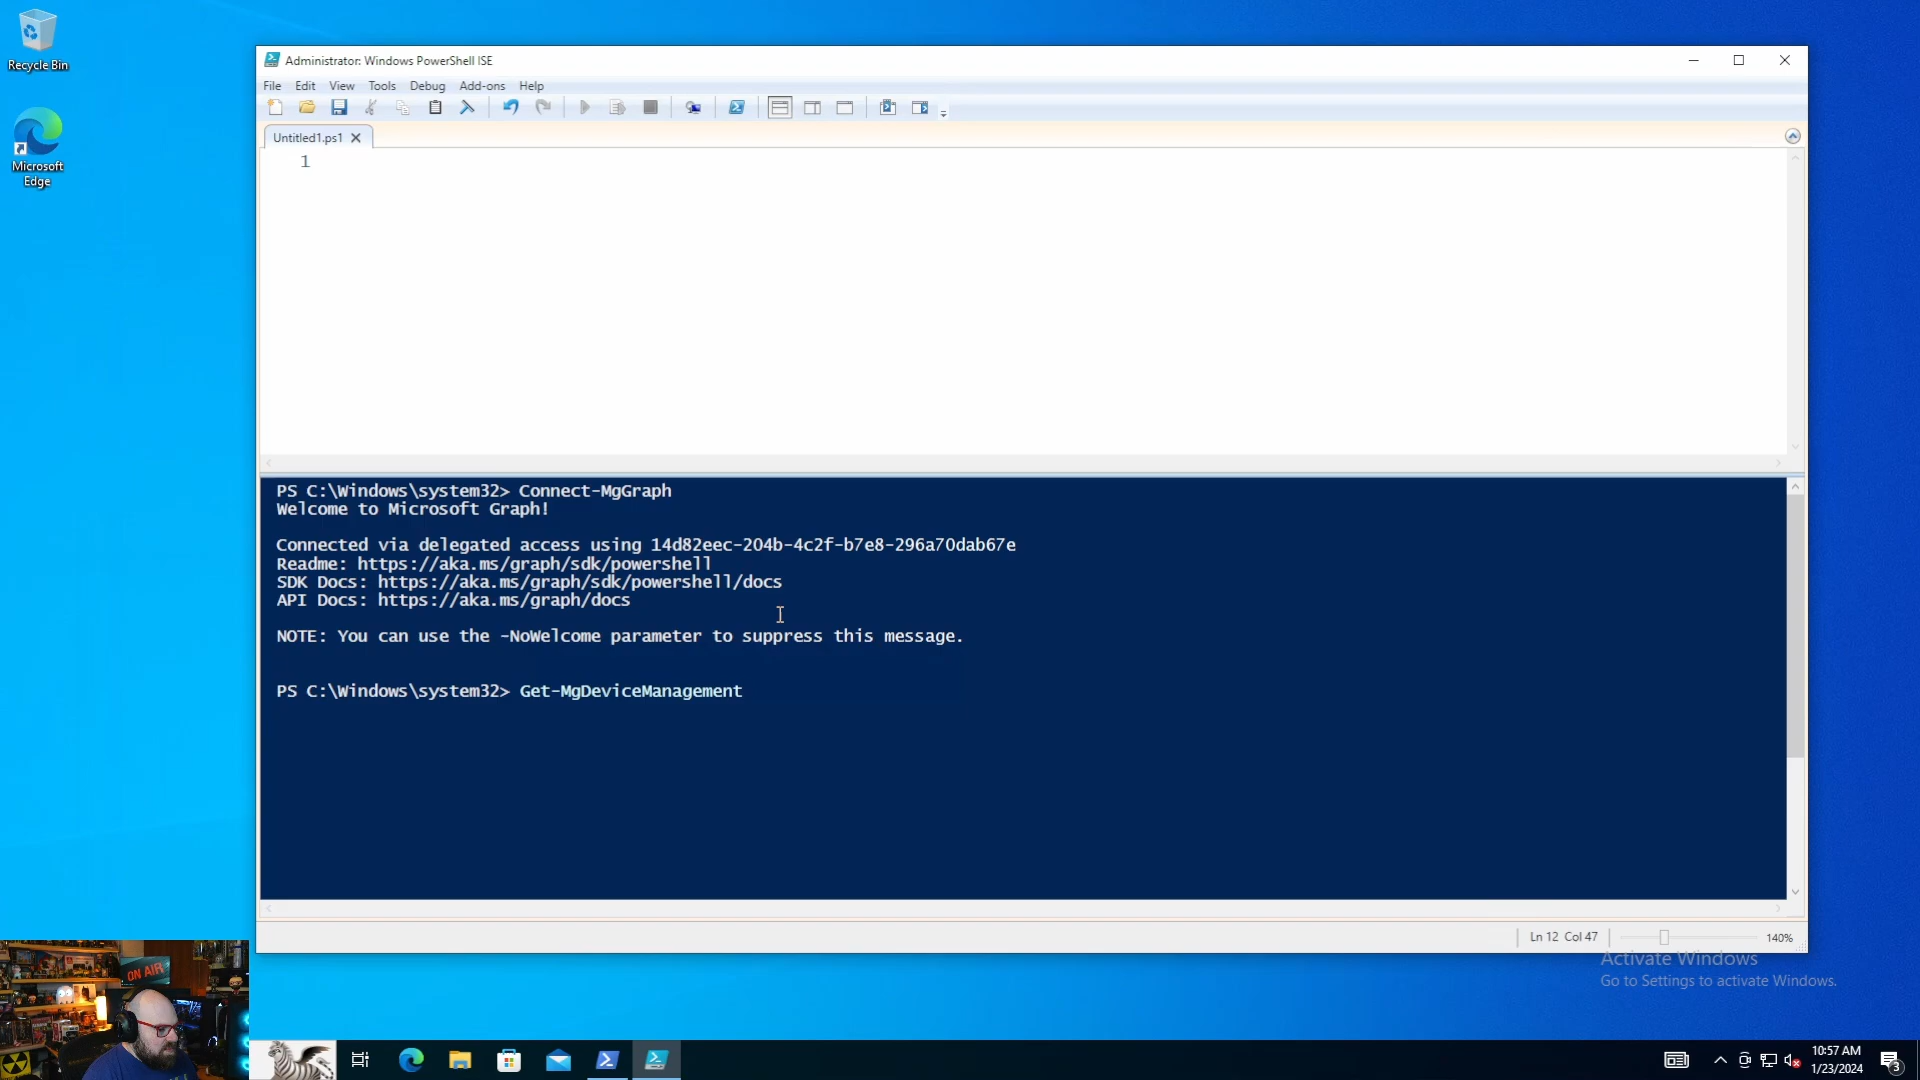 Recycle Bin
Microsoft
Edge
Administrator: Windows PowerShell ISE
File Edit View Tools Debug Add-ons Help
Untitled1.ps1
1
PS C:\Windows\system32> Connect-MgGraph
Welcome to Microsoft Graph!
Connected via delegated access using 14d82eec-204b-4c2f-b7e8-296a70dab67e
Readme: https://aka.ms/graph/sdk/powershell
SDK Docs: https://aka.ms/graph/sdk/powershell/docs
API Docs: https://aka.ms/graph/docs
NOTE: You can use the -NoWelcome parameter to suppress this message.
PS C:\Windows\system32> Get-MgDeviceManagement
Ln 12 Col 47
140%
Activate Windows
Go to Settings to activate Windows.
ON AIR
10:57 AM
1/23/2024
3